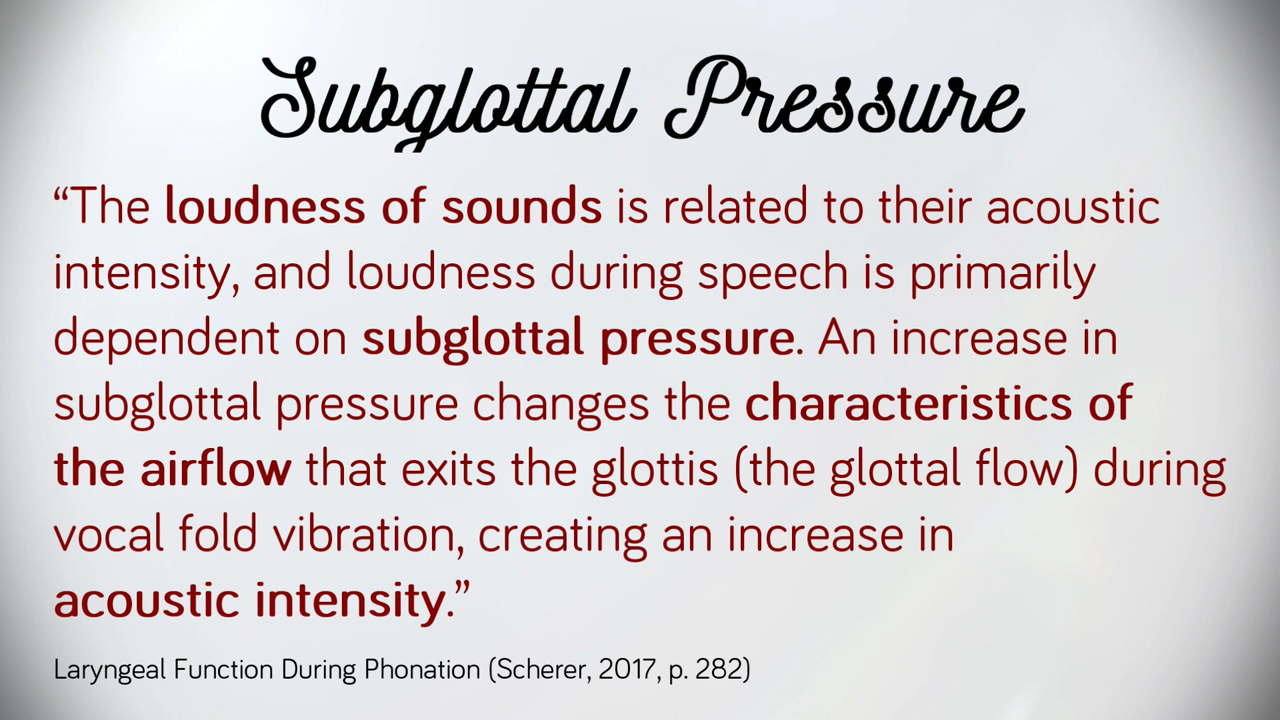 Subglottal Pressure
“The loudness of sounds is related to their acoustic
intensity, and loudness during speech is primarily
dependent on subglottal pressure. An increase in
subglottal pressure changes the characteristics of
the airflow that exits the glottis (the glottal flow) during
vocal fold vibration, creating an increase in
acoustic intensity.”
Laryngeal Function During Phonation (Scherer, 2017, p. 282)